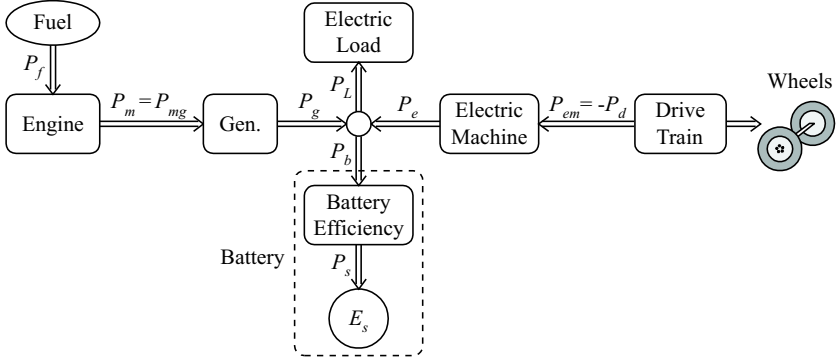 Fuel
Electric
Load
P_f
P_L
Wheels
P_m = P_mg
P_g
P_e
P_em = -P_d
Engine
Gen.
Electric
Machine
Drive
Train
P_b
Battery
Efficiency
Battery
P_s
E_s